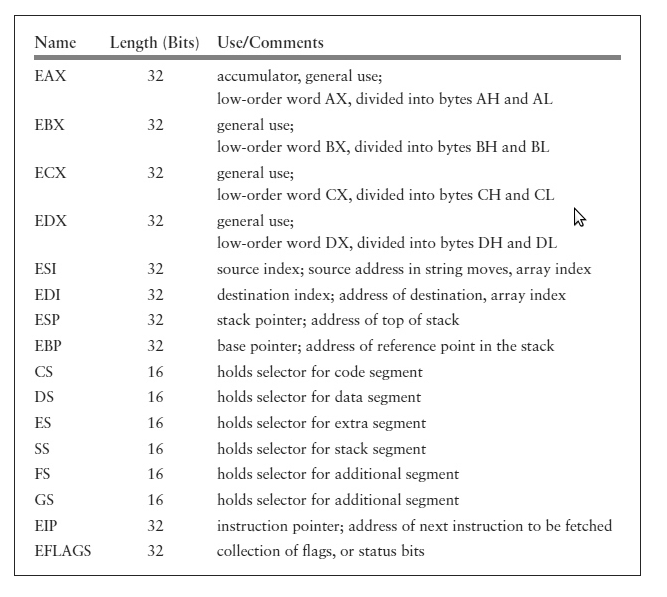 Name Length (Bits) Use/Comments
EAX 32 accumulator, general use;
low-order word AX, divided into bytes AH and AL
EBX 32 general use;
low-order word BX, divided into bytes BH and BL
ECX 32 general use;
low-order word CX, divided into bytes CH and CL
EDX 32 general use;
low-order word DX, divided into bytes DH and DL
ESI 32 source index; source address in string moves, array index
EDI 32 destination index; address of destination, array index
ESP 32 stack pointer; address of top of stack
EBP 32 base pointer; address of reference point in the stack
CS 16 holds selector for code segment
DS 16 holds selector for data segment
ES 16 holds selector for extra segment
SS 16 holds selector for stack segment
FS 16 holds selector for additional segment
GS 16 holds selector for additional segment
EIP 32 instruction pointer; address of next instruction to be fetched
EFLAGS 32 collection of flags, or status bits